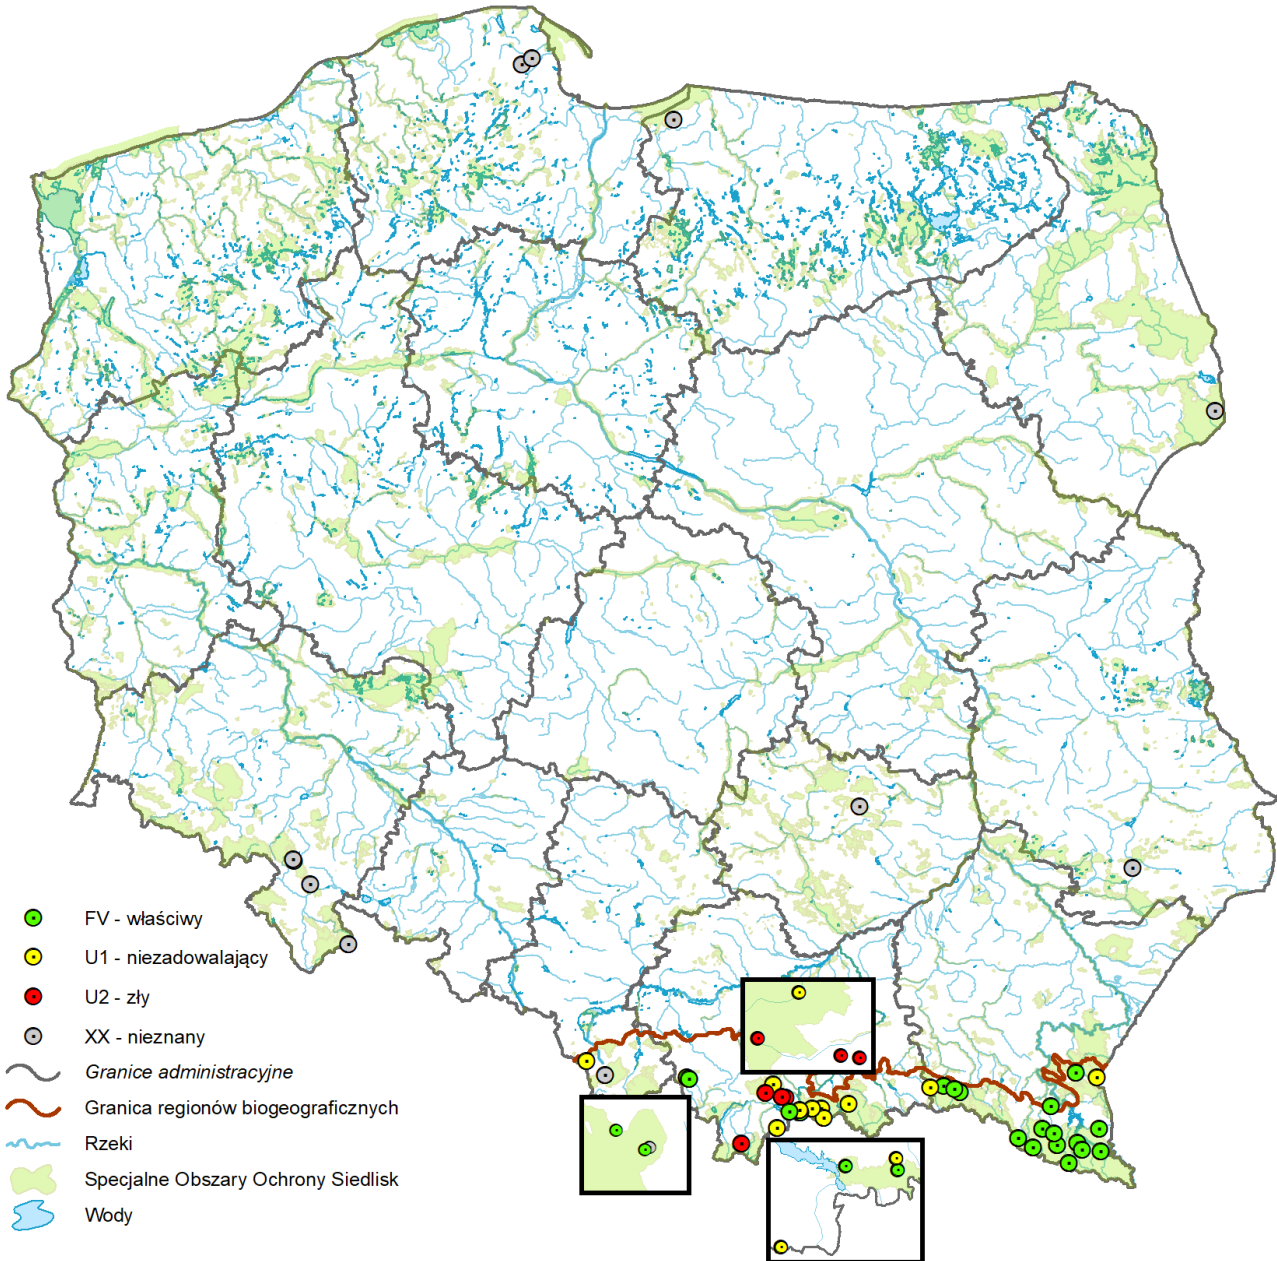 FV - właściwy
U1 - niezadowalający
U2 - zły
XX - nieznany
Granice administracyjne
Granica regionów biogeograficznych
Rzeki
Specjalne Obszary Ochrony Siedlisk
Wody